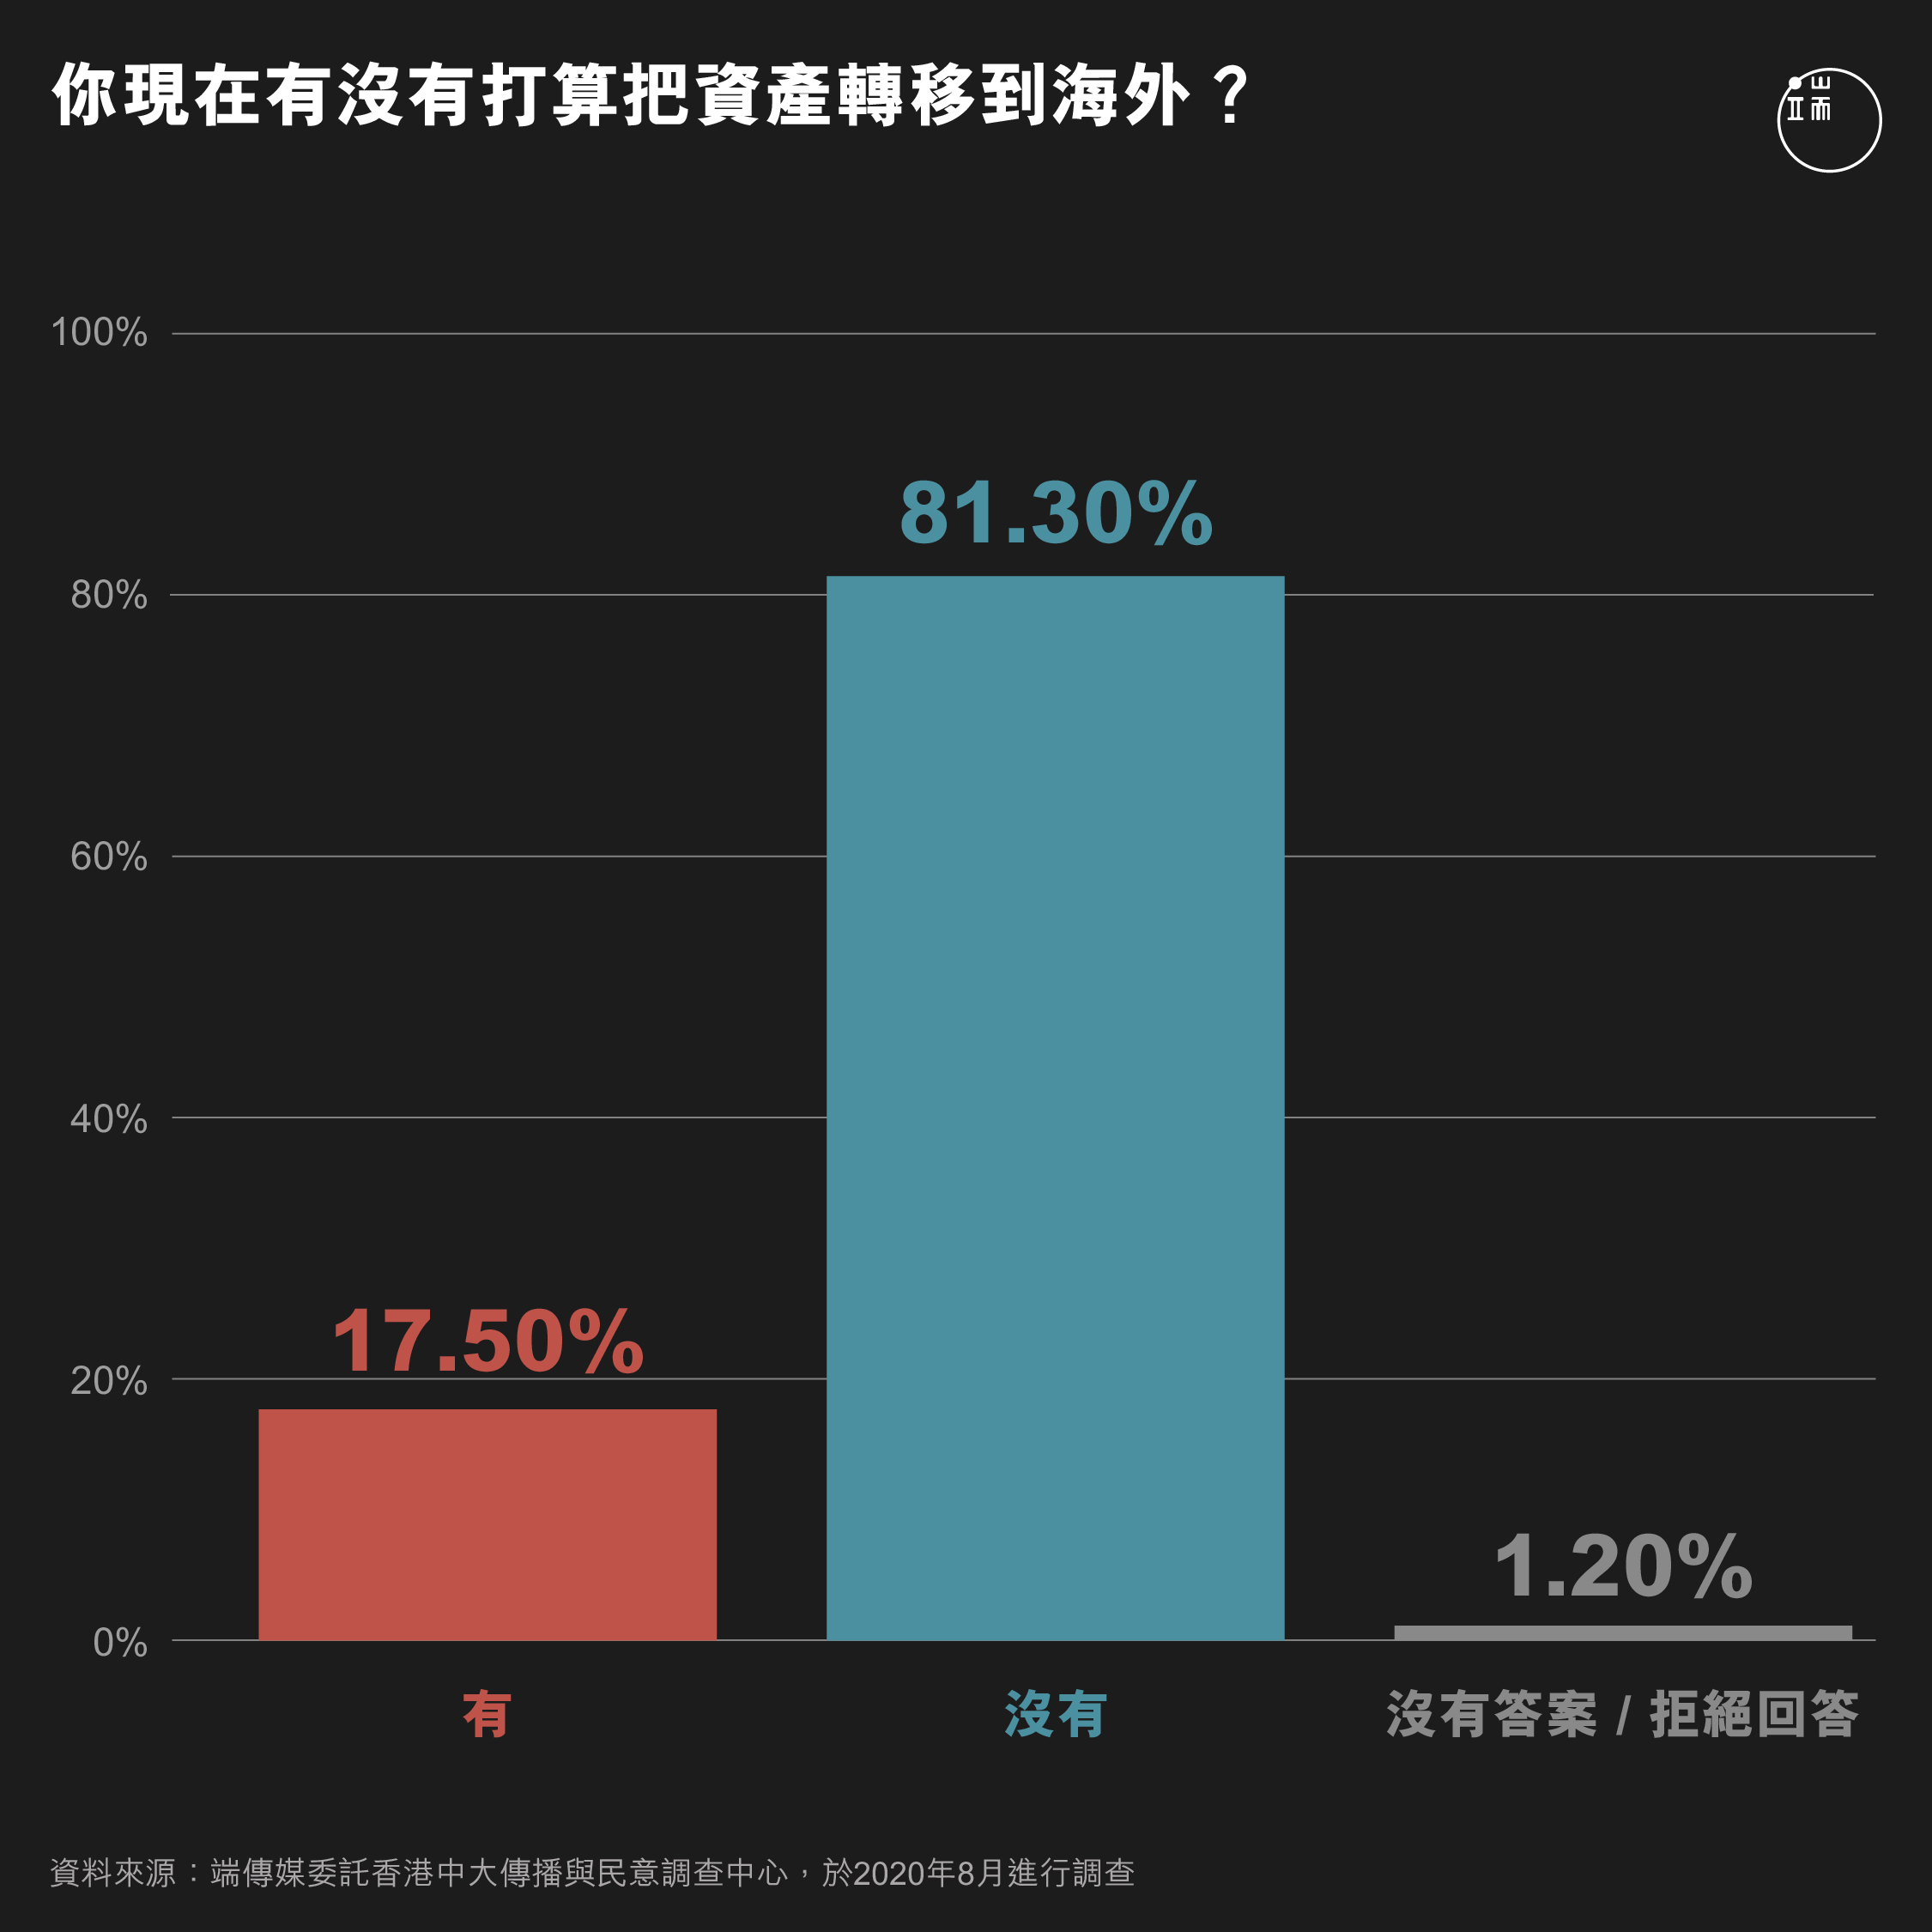 你現在有沒有打算把資產轉移到海外？
端
100%
80%
60%
40%
20%
0%
81.30%
17.50%
1.20%
有
沒有
沒有答案 / 拒絕回答
資料來源：端傳媒委託香港中大傳播與民意調查中心，於2020年8月進行調查